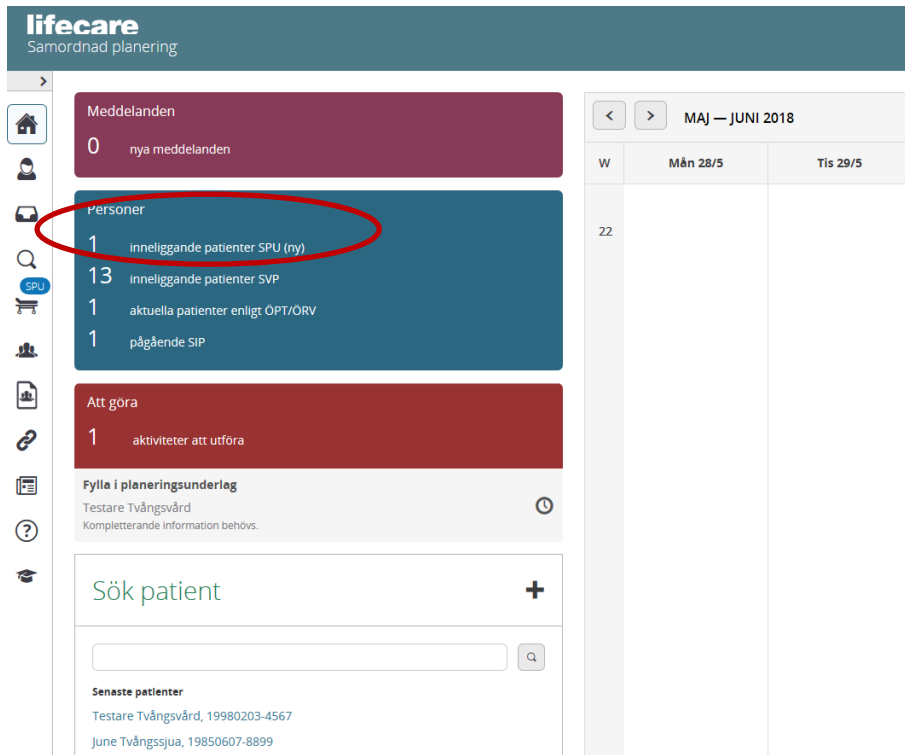 lifecare
Samordnad planering
Meddelanden
0 nya meddelanden
Personer
1 inneliggande patienter SPU (ny)
13 inneliggande patienter SVP
1 aktuella patienter enligt ÖPT/ÖRV
1 pågående SIP
SPU
Att göra
1 aktiviteter att utföra
Fylla i planeringsunderlag
Testare Tvångsvård
Kompletterande information behövs.
Sök patient
Senaste patienter
Testare Tvångsvård, 19980203-4567
June Tvångssjua, 19850607-8899
MAJ — JUNI 2018
W Mån 28/5 Tis 29/5
22